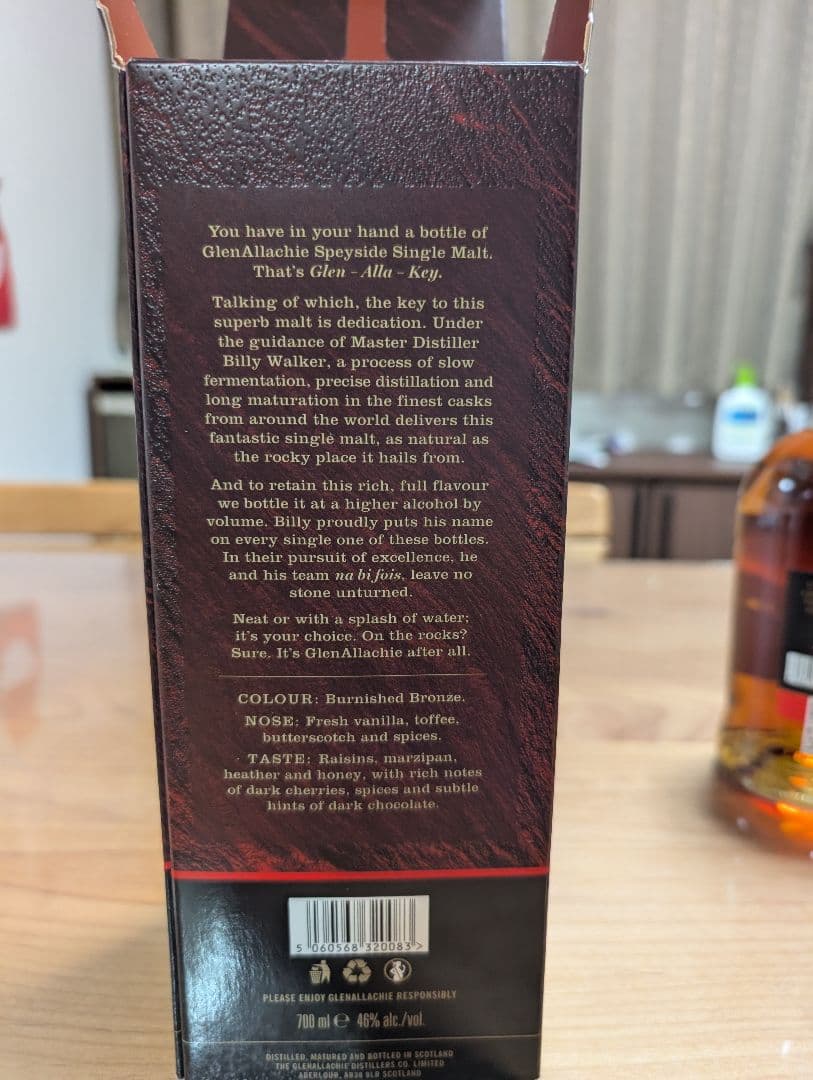 You have in your hand a bottle of
GlenAllachie Speyside Single Malt.
That's Glen - Alla - Key.
Talking of which, the key to this
superb malt is dedication. Under
the guidance of Master Distiller
Billy Walker, a process of slow
fermentation, precise distillation and
long maturation in the finest casks
from around the world delivers this
fantastic single malt, as natural as
the rocky place it hails from.
And to retain this rich, full flavour
we bottle it at a higher alcohol by
volume. Billy proudly puts his name
on every single one of these bottles.
In their pursuit of excellence, he
and his team na bi fois, leave no
stone unturned.
Neat or with a splash of water;
it's your choice. On the rocks?
Sure. It's GlenAllachie after all.
COLOUR: Burnished Bronze.
NOSE: Fresh vanilla, toffee,
butterscotch and spices.
TASTE: Raisins, marzipan,
heather and honey, with rich notes
of dark cherries, spices and subtle
hints of dark chocolate.
5 060568 320083 >
PLEASE ENJOY GLENALLACHIE RESPONSIBLY
700 ml ℮ 46% alc./vol.
DISTILLED, MATURED AND BOTTLED IN SCOTLAND
THE GLENALLACHIE DISTILLERS CO. LIMITED
ABERLOUR, AB38 9LR SCOTLAND